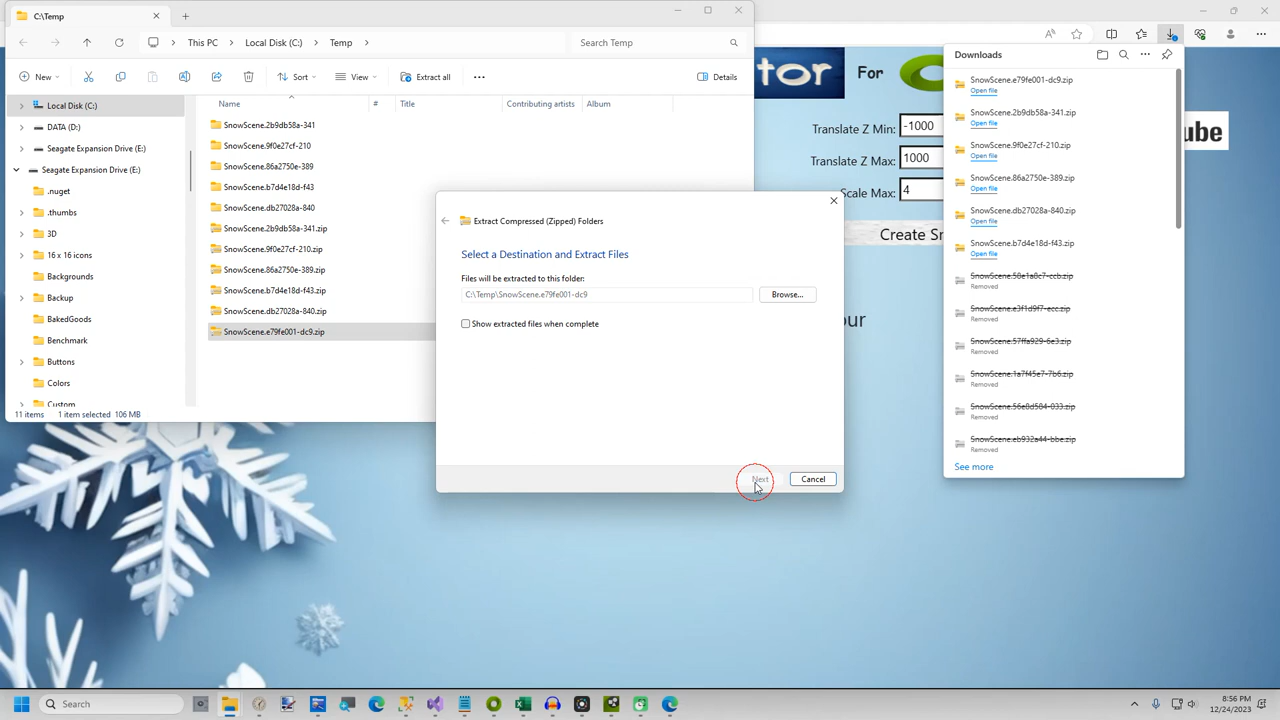 C:\Temp
This PC
Local Disk (C:)
Temp
Search Temp
New
Sort
View
Extract all
Details
Name
#
Title
Contributing artists
Album
Local Disk (C:)
DATA (D:)
Seagate Expansion Drive (E:)
Seagate Expansion Drive (E:)
.nuget
.thumbs
3D
16 x 16 icons
Backgrounds
Backup
BakedGoods
Benchmark
Buttons
Colors
Custom
SnowScene.2b9db58a-341
SnowScene.9f0e27cf-210
SnowScene.86a2750e-389
SnowScene.b7d4e18d-f43
SnowScene.db27028a-840
SnowScene.2b9db58a-341.zip
SnowScene.9f0e27cf-210.zip
SnowScene.86a2750e-389.zip
SnowScene.b7d4e18d-f43.zip
SnowScene.db27028a-840.zip
SnowScene.e79fe001-dc9.zip
11 items
1 item selected 106 MB
Extract Compressed (Zipped) Folders
Select a Destination and Extract Files
Files will be extracted to this folder:
C:\Temp\SnowScene.e79fe001-dc9
Browse...
Show extracted files when complete
Next
Cancel
tor
For
Translate Z Min:
-1000
Translate Z Max:
1000
Scale Max:
4
Create Sn
our
ube
Downloads
SnowScene.e79fe001-dc9.zip
Open file
SnowScene.2b9db58a-341.zip
Open file
SnowScene.9f0e27cf-210.zip
Open file
SnowScene.86a2750e-389.zip
Open file
SnowScene.db27028a-840.zip
Open file
SnowScene.b7d4e18d-f43.zip
Open file
SnowScene.50e1a8c7-ccb.zip
Removed
SnowScene.e3f1d9f7-ecc.zip
Removed
SnowScene.57ffa929-6e3.zip
Removed
SnowScene.1a7f45e7-7b6.zip
Removed
SnowScene.56e8d504-033.zip
Removed
SnowScene.eb932a44-bbe.zip
Removed
See more
Search
8:56 PM
12/24/2023